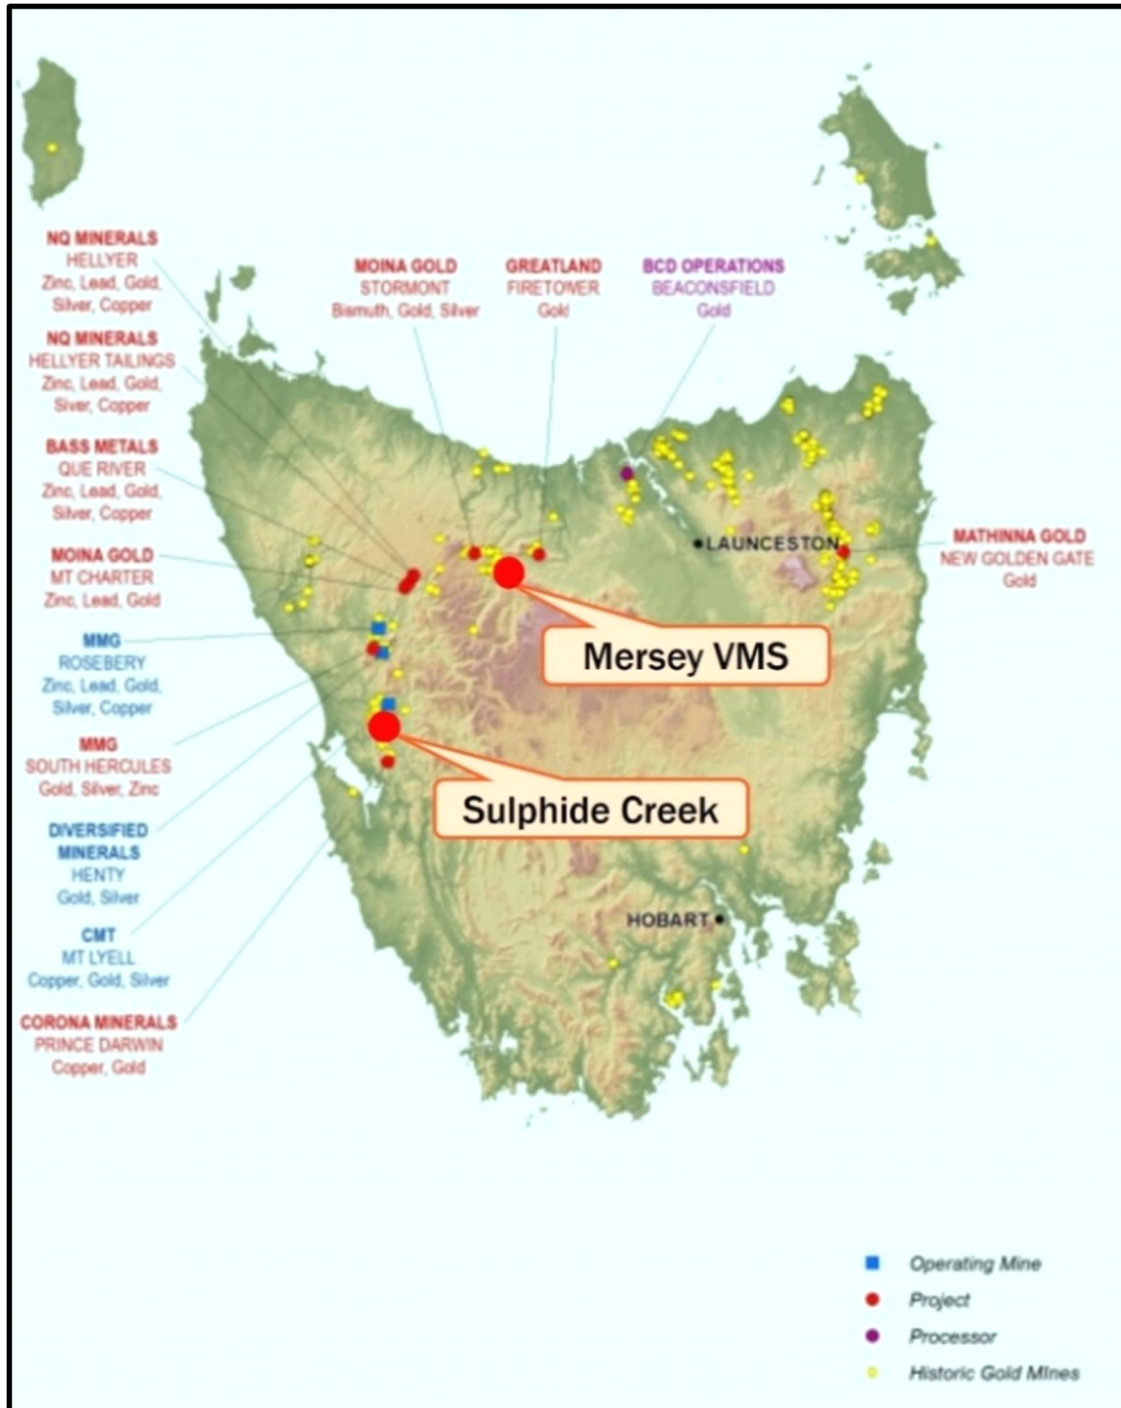 NQ MINERALS
HELLYER
Zinc, Lead, Gold,
Silver, Copper
NQ MINERALS
HELLYER TAILINGS
Zinc, Lead, Gold,
Siver, Copper
BASS METALS
QUE RIVER
Zinc, Lead, Gold,
Silver, Copper
MOINA GOLD
MT CHARTER
Zinc, Lead, Gold
MMG
ROSEBERY
Zinc, Lead, Gold,
Silver, Copper
MMG
SOUTH HERCULES
Gold, Silver, Zinc
DIVERSIFIED
MINERALS
HENTY
Gold, Silver
CMT
MT LYELL
Copper, Gold, Silver
CORONA MINERALS
PRINCE DARWIN
Copper, Gold
MOINA GOLD
STORMONT
Bismuth, Gold, Silver
GREATLAND
FIRETOWER
Gold
BCD OPERATIONS
BEACONSFIELD
Gold
LAUNCESTON
MATHINNA GOLD
NEW GOLDEN GATE
Gold
Mersey VMS
Sulphide Creek
HOBART
Operating Mine
Project
Processor
Historic Gold MInes